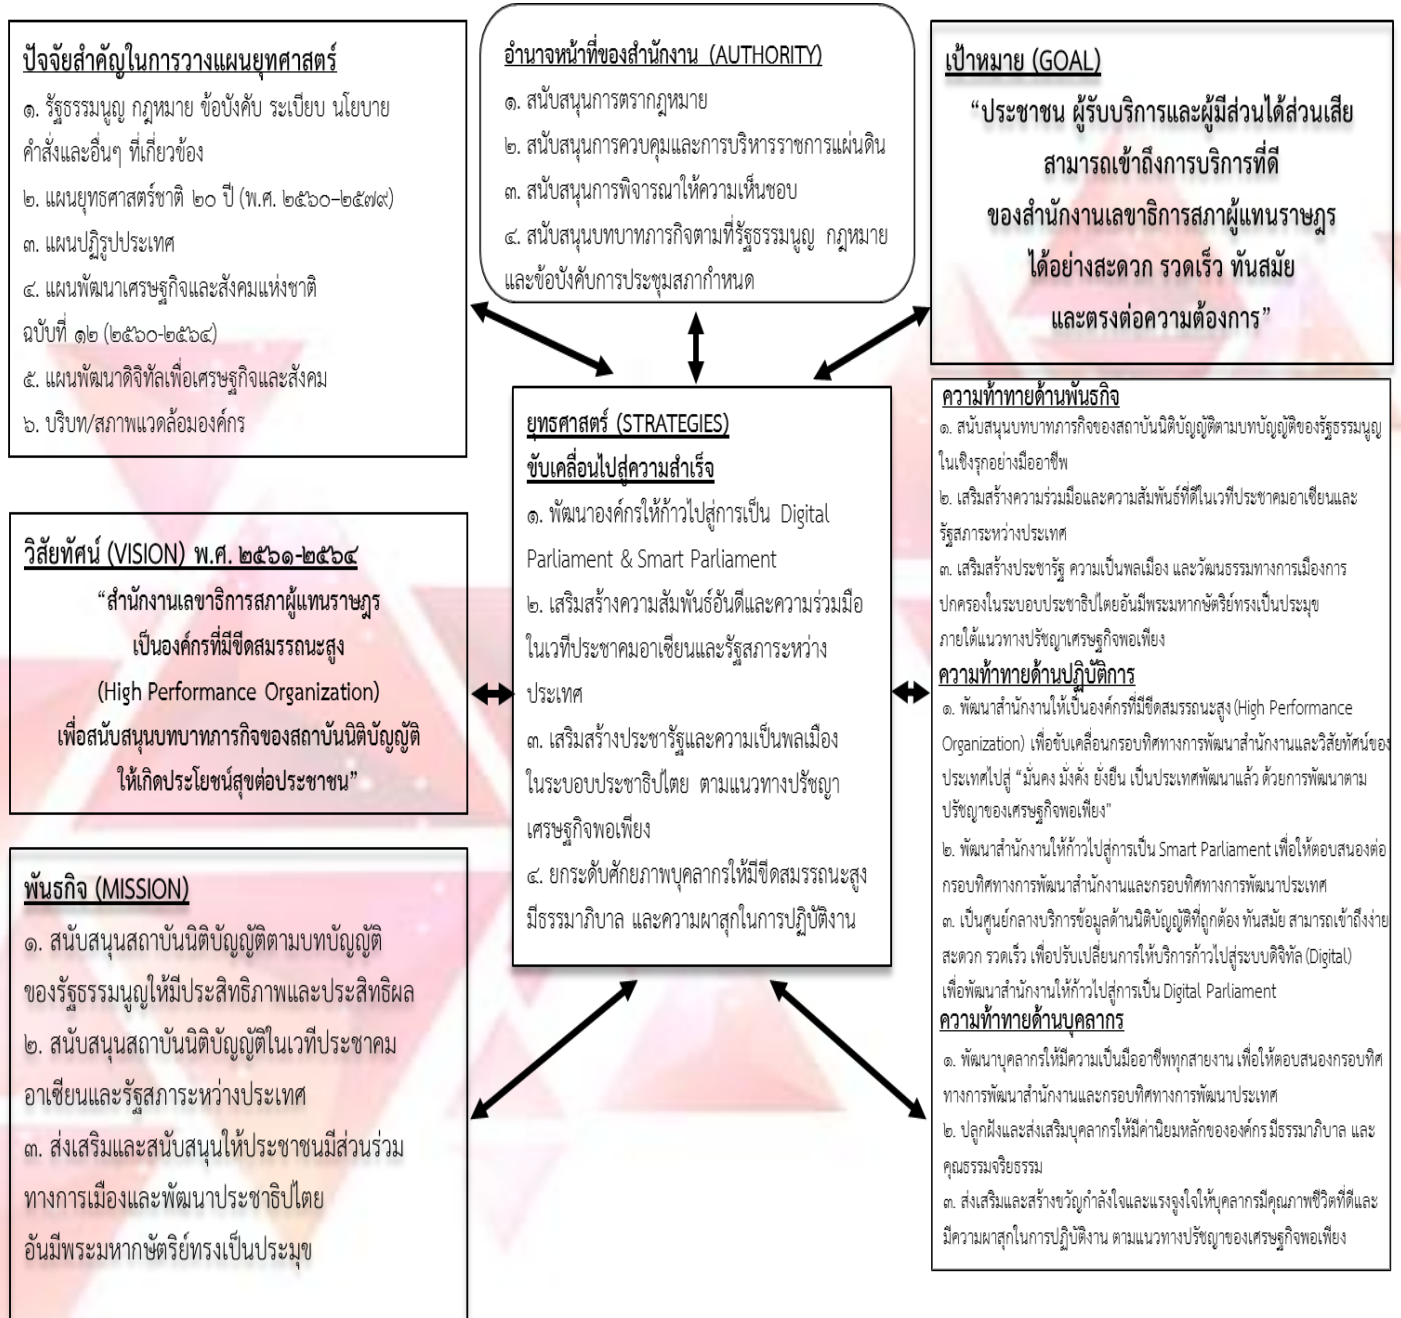 ปัจจัยสำคัญในการวางแผนยุทศาสตร์
๑. รัฐธรรมนูญ กฎหมาย ข้อบังคับ ระเบียบ นโยบาย
คำสั่งและอื่นๆ ที่เกี่ยวข้อง
๒. แผนยุทธศาสตร์ชาติ ๒๐ ปี (พ.ศ. ๒๕๖๐–๒๕๗๙)
๓. แผนปฏิรูปประเทศ
๔. แผนพัฒนาเศรษฐกิจและสังคมแห่งชาติ
ฉบับที่ ๑๒ (๒๕๖๐-๒๕๖๔)
๕. แผนพัฒนาดิจิทัลเพื่อเศรษฐกิจและสังคม
๖. บริบท/สภาพแวดล้อมองค์กร
อำนาจหน้าที่ของสำนักงาน (AUTHORITY)
๑. สนับสนุนการตรากฎหมาย
๒. สนับสนุนการควบคุมและการบริหารราชการแผ่นดิน
๓. สนับสนุนการพิจารณาให้ความเห็นชอบ
๔. สนับสนุนบทบาทภารกิจตามที่รัฐธรรมนูญ กฎหมาย
และข้อบังคับการประชุมสภากำหนด
เป้าหมาย (GOAL)
“ประชาชน ผู้รับบริการและผู้มีส่วนได้ส่วนเสีย
สามารถเข้าถึงการบริการที่ดี
ของสำนักงานเลขาธิการสภาผู้แทนราษฎร
ได้อย่างสะดวก รวดเร็ว ทันสมัย
และตรงต่อความต้องการ”
วิสัยทัศน์ (VISION) พ.ศ. ๒๕๖๑-๒๕๖๔
“สำนักงานเลขาธิการสภาผู้แทนราษฎร
เป็นองค์กรที่มีขีดสมรรถนะสูง
(High Performance Organization)
เพื่อสนับสนุนบทบาทภารกิจของสถาบันนิติบัญญัติ
ให้เกิดประโยชน์สุขต่อประชาชน”
พันธกิจ (MISSION)
๑. สนับสนุนสถาบันนิติบัญญัติตามบทบัญญัติ
ของรัฐธรรมนูญให้มีประสิทธิภาพและประสิทธิผล
๒. สนับสนุนสถาบันนิติบัญญัติในเวทีประชาคม
อาเซียนและรัฐสภาระหว่างประเทศ
๓. ส่งเสริมและสนับสนุนให้ประชาชนมีส่วนร่วม
ทางการเมืองและพัฒนาประชาธิปไตย
อันมีพระมหากษัตริย์ทรงเป็นประมุข
ยุทธศาสตร์ (STRATEGIES)
ขับเคลื่อนไปสู่ความสำเร็จ
๑. พัฒนาองค์กรให้ก้าวไปสู่การเป็น Digital
Parliament & Smart Parliament
๒. เสริมสร้างความสัมพันธ์อันดีและความร่วมมือ
ในเวทีประชาคมอาเซียนและรัฐสภาระหว่าง
ประเทศ
๓. เสริมสร้างประชารัฐและความเป็นพลเมือง
ในระบอบประชาธิปไตย ตามแนวทางปรัชญา
เศรษฐกิจพอเพียง
๔. ยกระดับศักยภาพบุคลากรให้มีขีดสมรรถนะสูง
มีธรรมาภิบาล และความผาสุกในการปฏิบัติงาน
ความท้าทายด้านพันธกิจ
๑. สนับสนุนบทบาทภารกิจของสถาบันนิติบัญญัติตามบทบัญญัติของรัฐธรรมนูญ
ในเชิงรุกอย่างมืออาชีพ
๒. เสริมสร้างความร่วมมือและความสัมพันธ์ที่ดีในเวทีประชาคมอาเซียนและ
รัฐสภาระหว่างประเทศ
๓. เสริมสร้างประชารัฐ ความเป็นพลเมือง และวัฒนธรรมทางการเมืองการ
ปกครองในระบอบประชาธิปไตยอันมีพระมหากษัตริย์ทรงเป็นประมุข
ภายใต้แนวทางปรัชญาเศรษฐกิจพอเพียง
ความท้าทายด้านปฏิบัติการ
๑. พัฒนาสำนักงานให้เป็นองค์กรที่มีขีดสมรรถนะสูง (High Performance
Organization) เพื่อขับเคลื่อนกรอบทิศทางการพัฒนาสำนักงานและวิสัยทัศน์ของ
ประเทศไปสู่ “มั่นคง มั่งคั่ง ยั่งยืน เป็นประเทศพัฒนาแล้ว ด้วยการพัฒนาตาม
ปรัชญาของเศรษฐกิจพอเพียง”
๒. พัฒนาสำนักงานให้ก้าวไปสู่การเป็น Smart Parliament เพื่อให้ตอบสนองต่อ
กรอบทิศทางการพัฒนาสำนักงานและกรอบทิศทางการพัฒนาประเทศ
๓. เป็นศูนย์กลางบริการข้อมูลด้านนิติบัญญัติที่ถูกต้อง ทันสมัย สามารถเข้าถึงง่าย
สะดวก รวดเร็ว เพื่อปรับเปลี่ยนการให้บริการก้าวไปสู่ระบบดิจิทัล (Digital)
เพื่อพัฒนาสำนักงานให้ก้าวไปสู่การเป็น Digital Parliament
ความท้าทายด้านบุคลากร
๑. พัฒนาบุคลากรให้มีความเป็นมืออาชีพทุกสายงาน เพื่อให้ตอบสนองกรอบทิศ
ทางการพัฒนาสำนักงานและกรอบทิศทางการพัฒนาประเทศ
๒. ปลูกฝังและส่งเสริมบุคลากรให้มีค่านิยมหลักขององค์กร มีธรรมาภิบาล และ
คุณธรรมจริยธรรม
๓. ส่งเสริมและสร้างขวัญกำลังใจและแรงจูงใจให้บุคลากรมีคุณภาพชีวิตที่ดีและ
มีความผาสุกในการปฏิบัติงาน ตามแนวทางปรัชญาของเศรษฐกิจพอเพียง